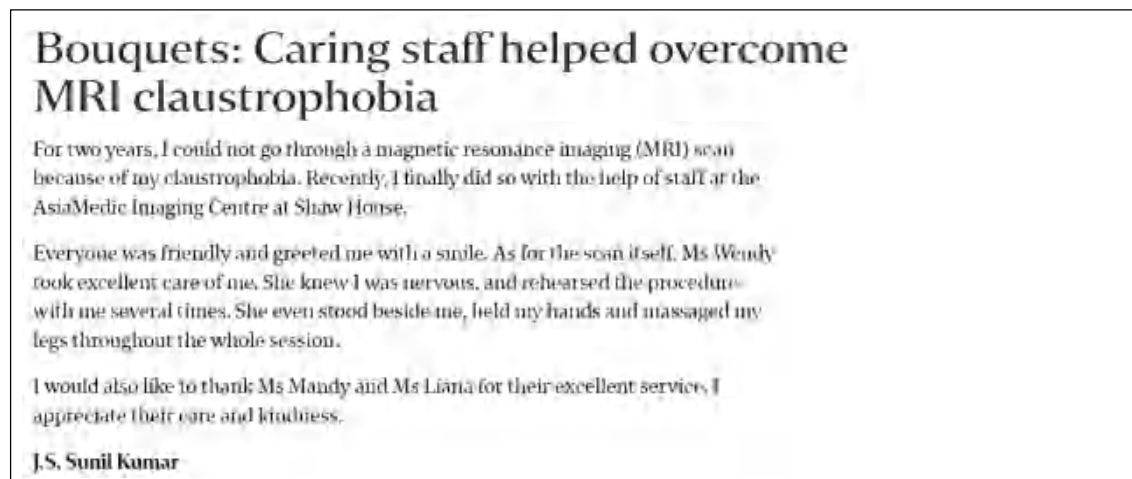 Bouquets: Caring staff helped overcome
MRI claustrophobia
For two years, I could not go through a magnetic resonance imaging (MRI) scan
because of my claustrophobia. Recently, I finally did so with the help of staff at the
AsiaMedic Imaging Centre at Shaw House.
Everyone was friendly and greeted me with a smile. As for the scan itself, Ms Wendy
took excellent care of me. She knew I was nervous, and rehearsed the procedure
with me several times. She even stood beside me, held my hands and massaged my
legs throughout the whole session.
I would also like to thank Ms Mandy and Ms Liana for their excellent service. I
appreciate their care and kindness.
J.S. Sunil Kumar